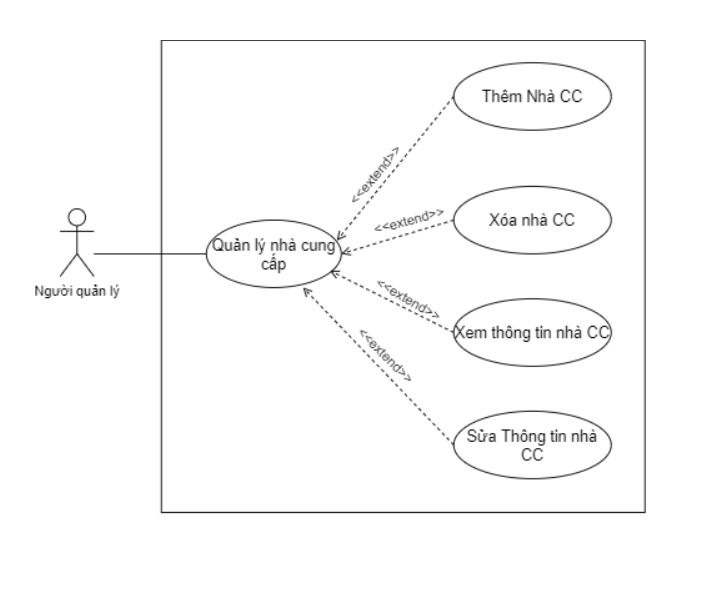 Thêm Nhà CC
<<extend>>
Xóa nhà CC
<<extend>>
Quản lý nhà cung
cấp
Người quản lý
<<extend>>
Xem thông tin nhà CC
<<extend>>
Sửa Thông tin nhà
CC